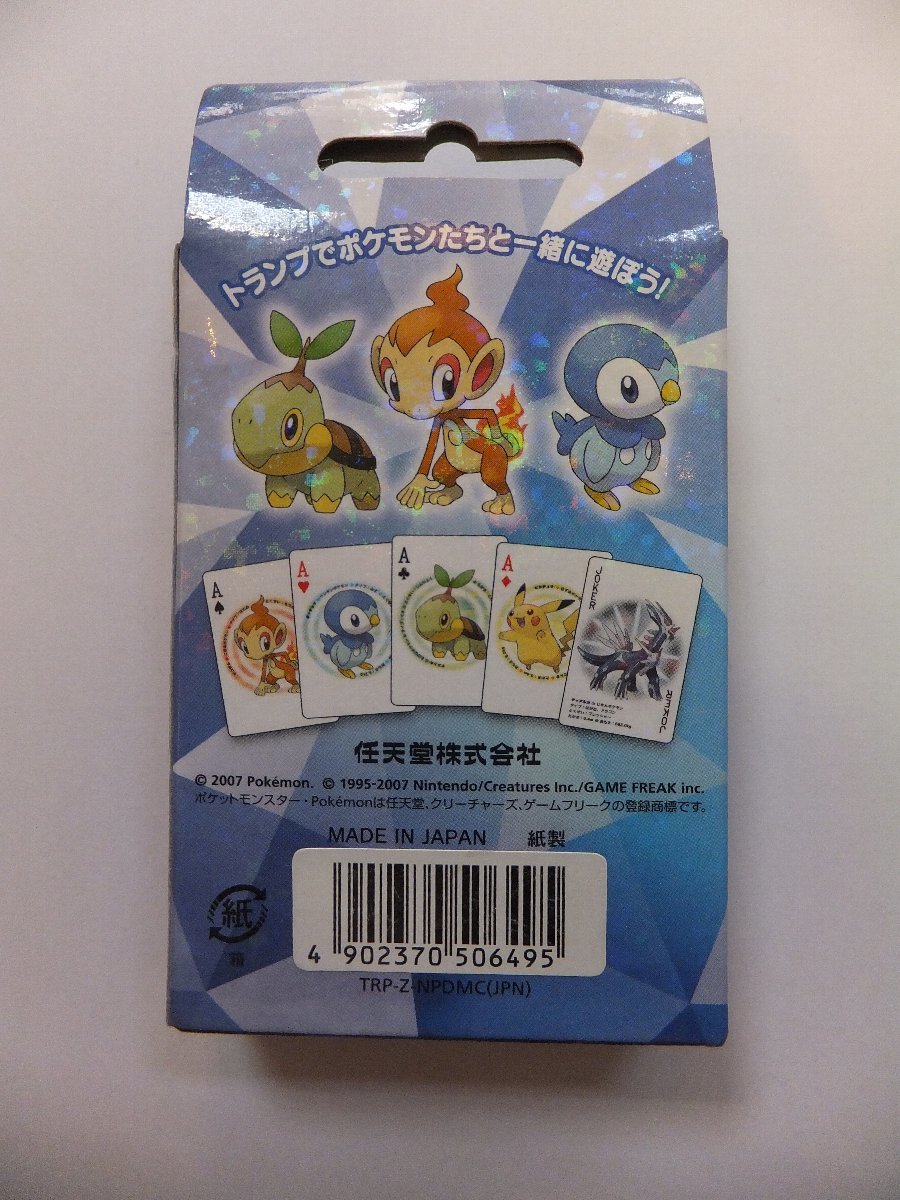 トランプでポケモンたちと一緒に遊ぼう!
A
A
A
A
JOKER
JOKER
任天堂株式会社
© 2007 Pokémon. © 1995-2007 Nintendo/Creatures Inc./GAME FREAK inc.
ポケットモンスター・Pokémonは任天堂、クリーチャーズ、ゲームフリークの登録商標です。
MADE IN JAPAN 紙製
紙
箱
4 902370 506495
TRP-Z-NPDMC(JPN)